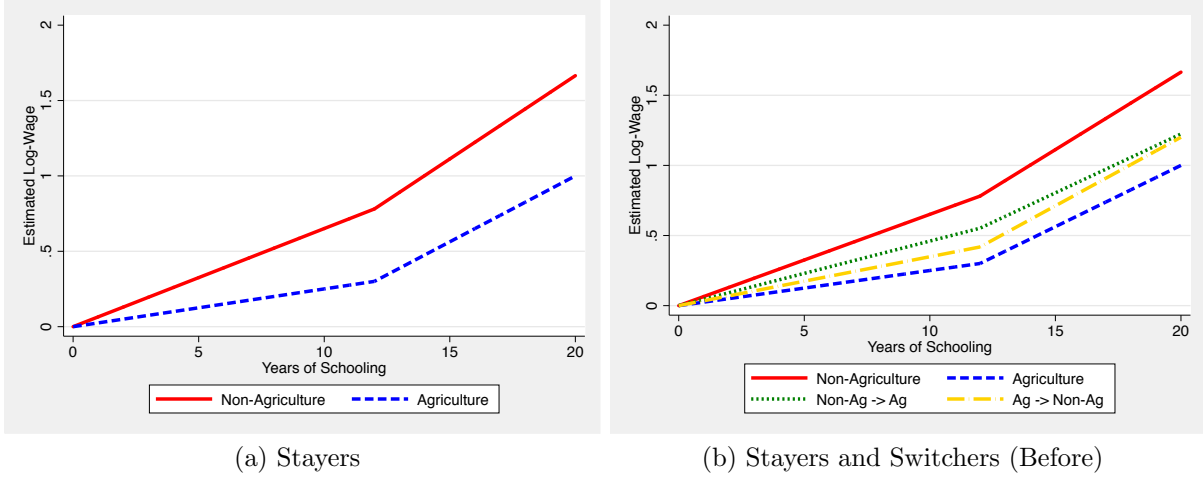 2
1.5
1
.5
0
Estimated Log-Wage
0 5 10 15 20
Years of Schooling
Non-Agriculture Agriculture
(a) Stayers
2
1.5
1
.5
0
Estimated Log-Wage
0 5 10 15 20
Years of Schooling
Non-Agriculture Agriculture
Non-Ag -> Ag Ag -> Non-Ag
(b) Stayers and Switchers (Before)